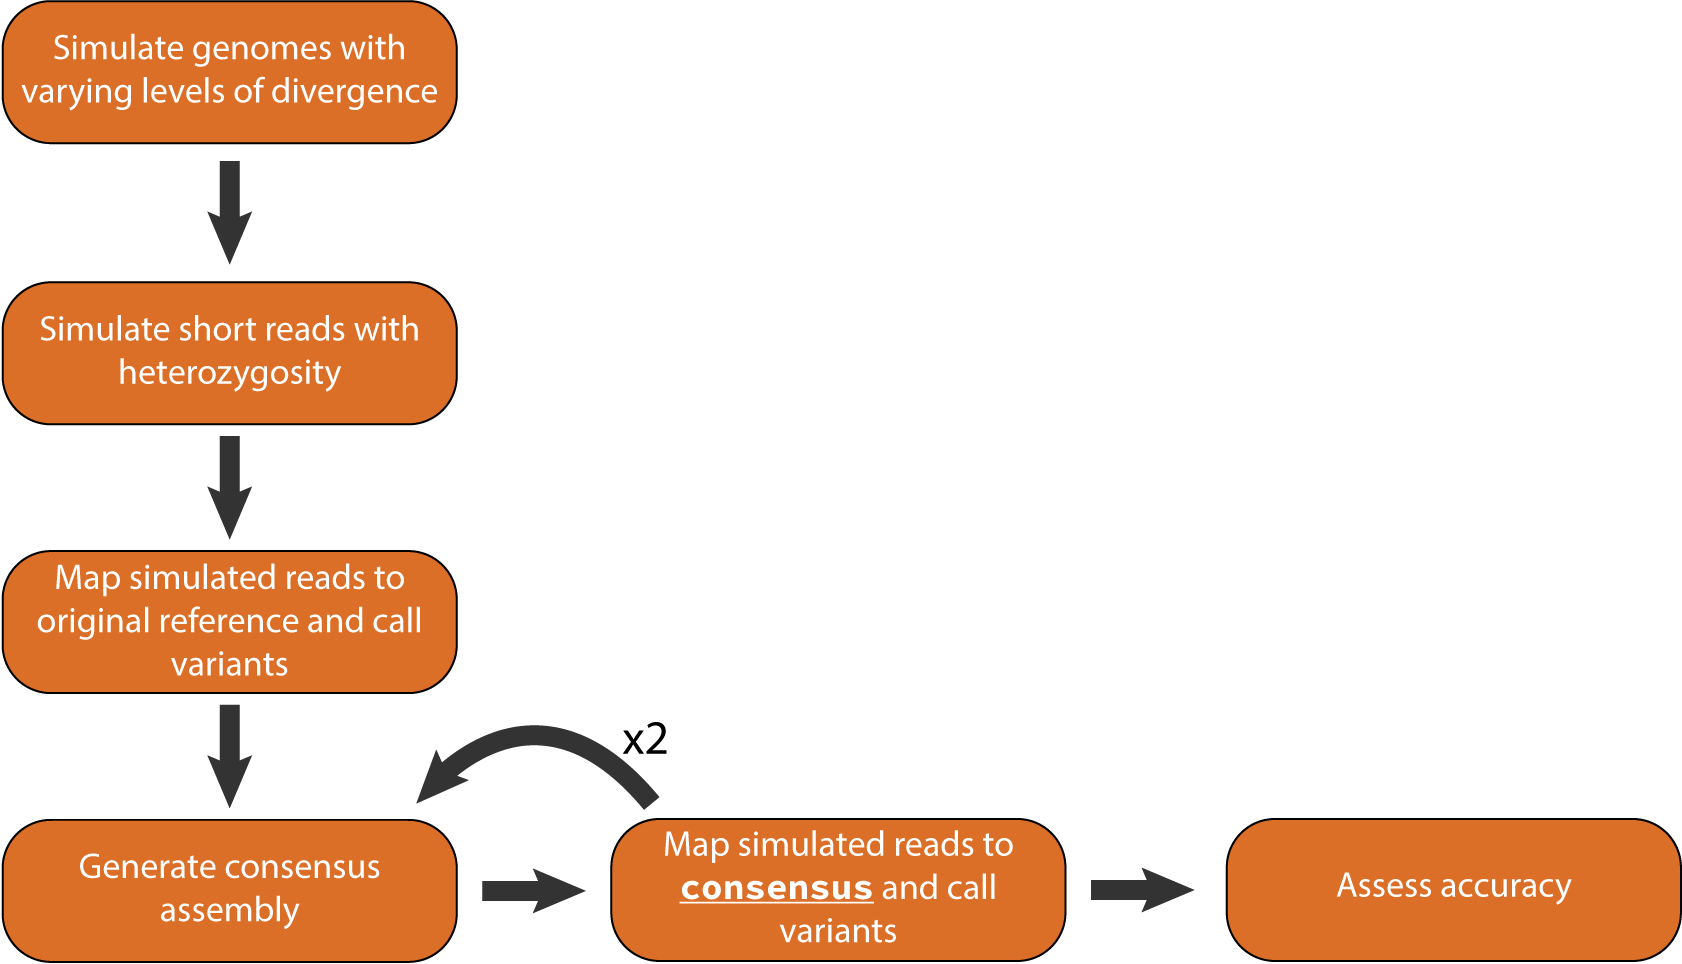 Simulate genomes with
varying levels of divergence
Simulate short reads with
heterozygosity
Map simulated reads to
original reference and call
variants
x2
Generate consensus
assembly
Map simulated reads to
consensus and call
variants
Assess accuracy